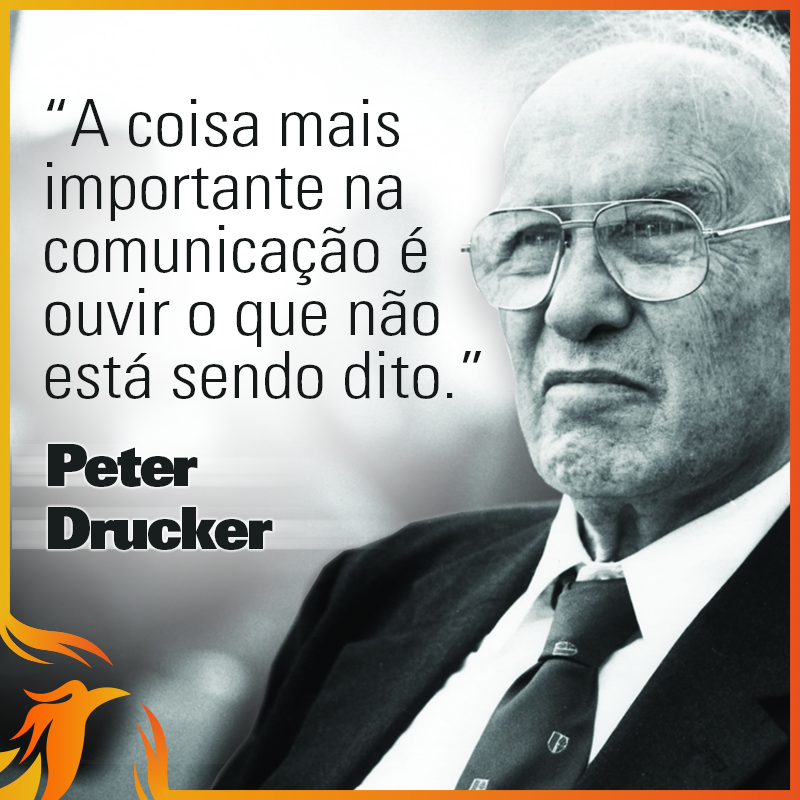 “A coisa mais
importante na
comunicação é
ouvir o que não
está sendo dito.”
Peter
Drucker